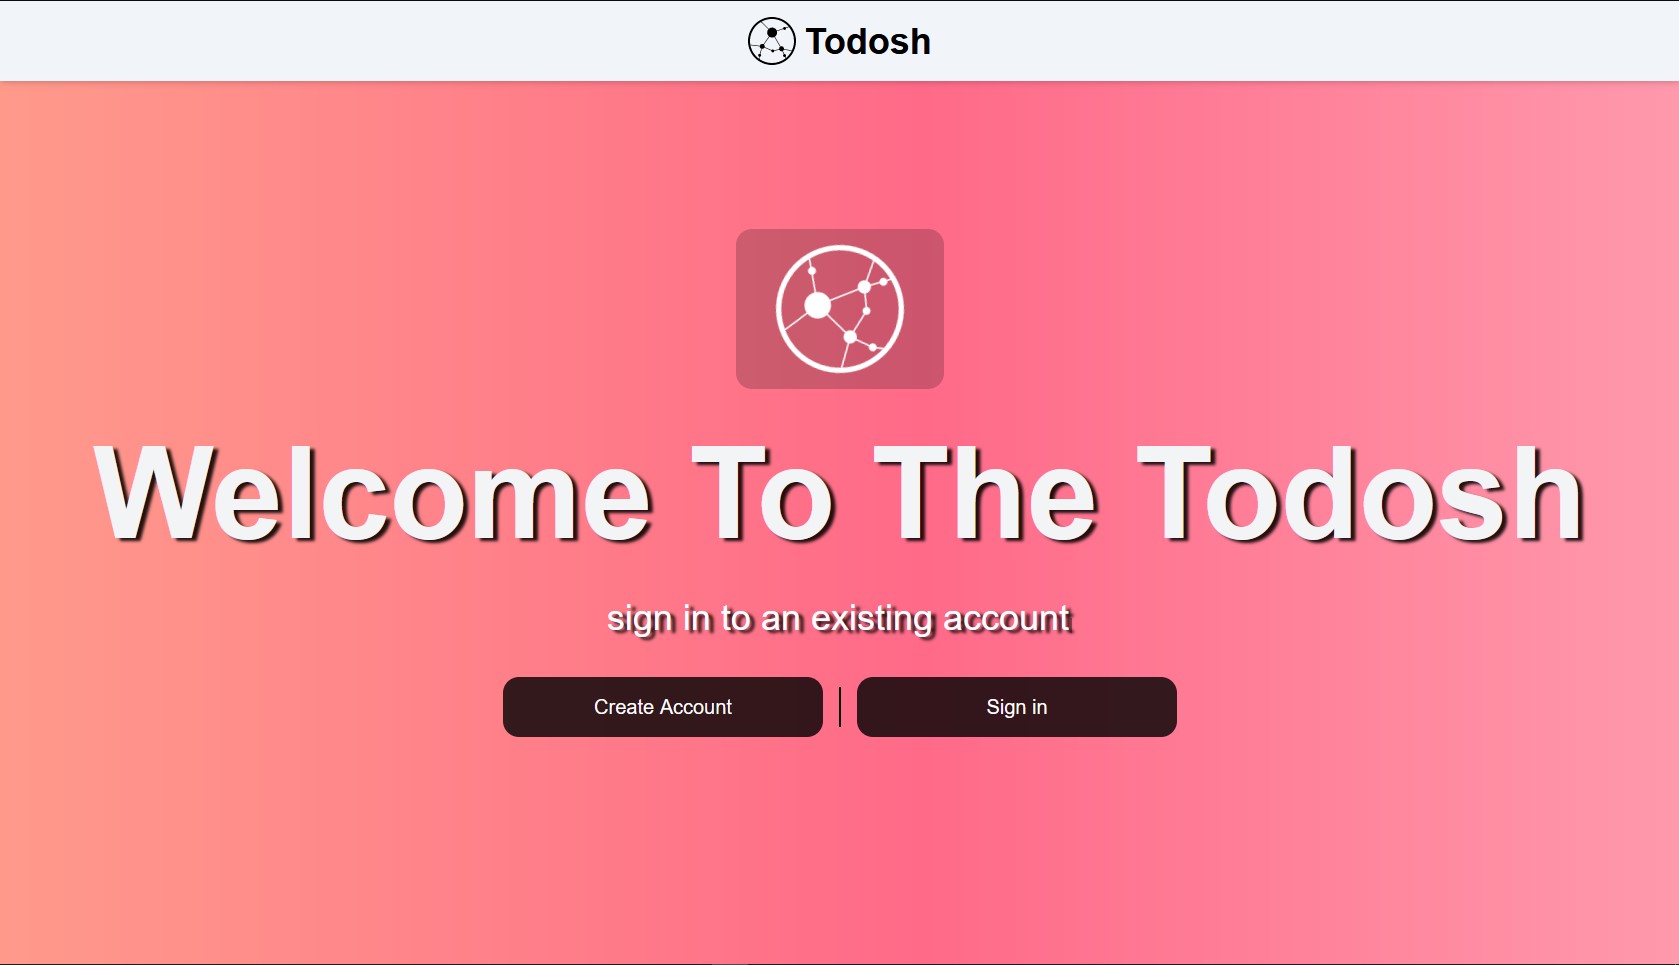 Todosh
Welcome To The Todosh
sign in to an existing account
Create Account
Sign in